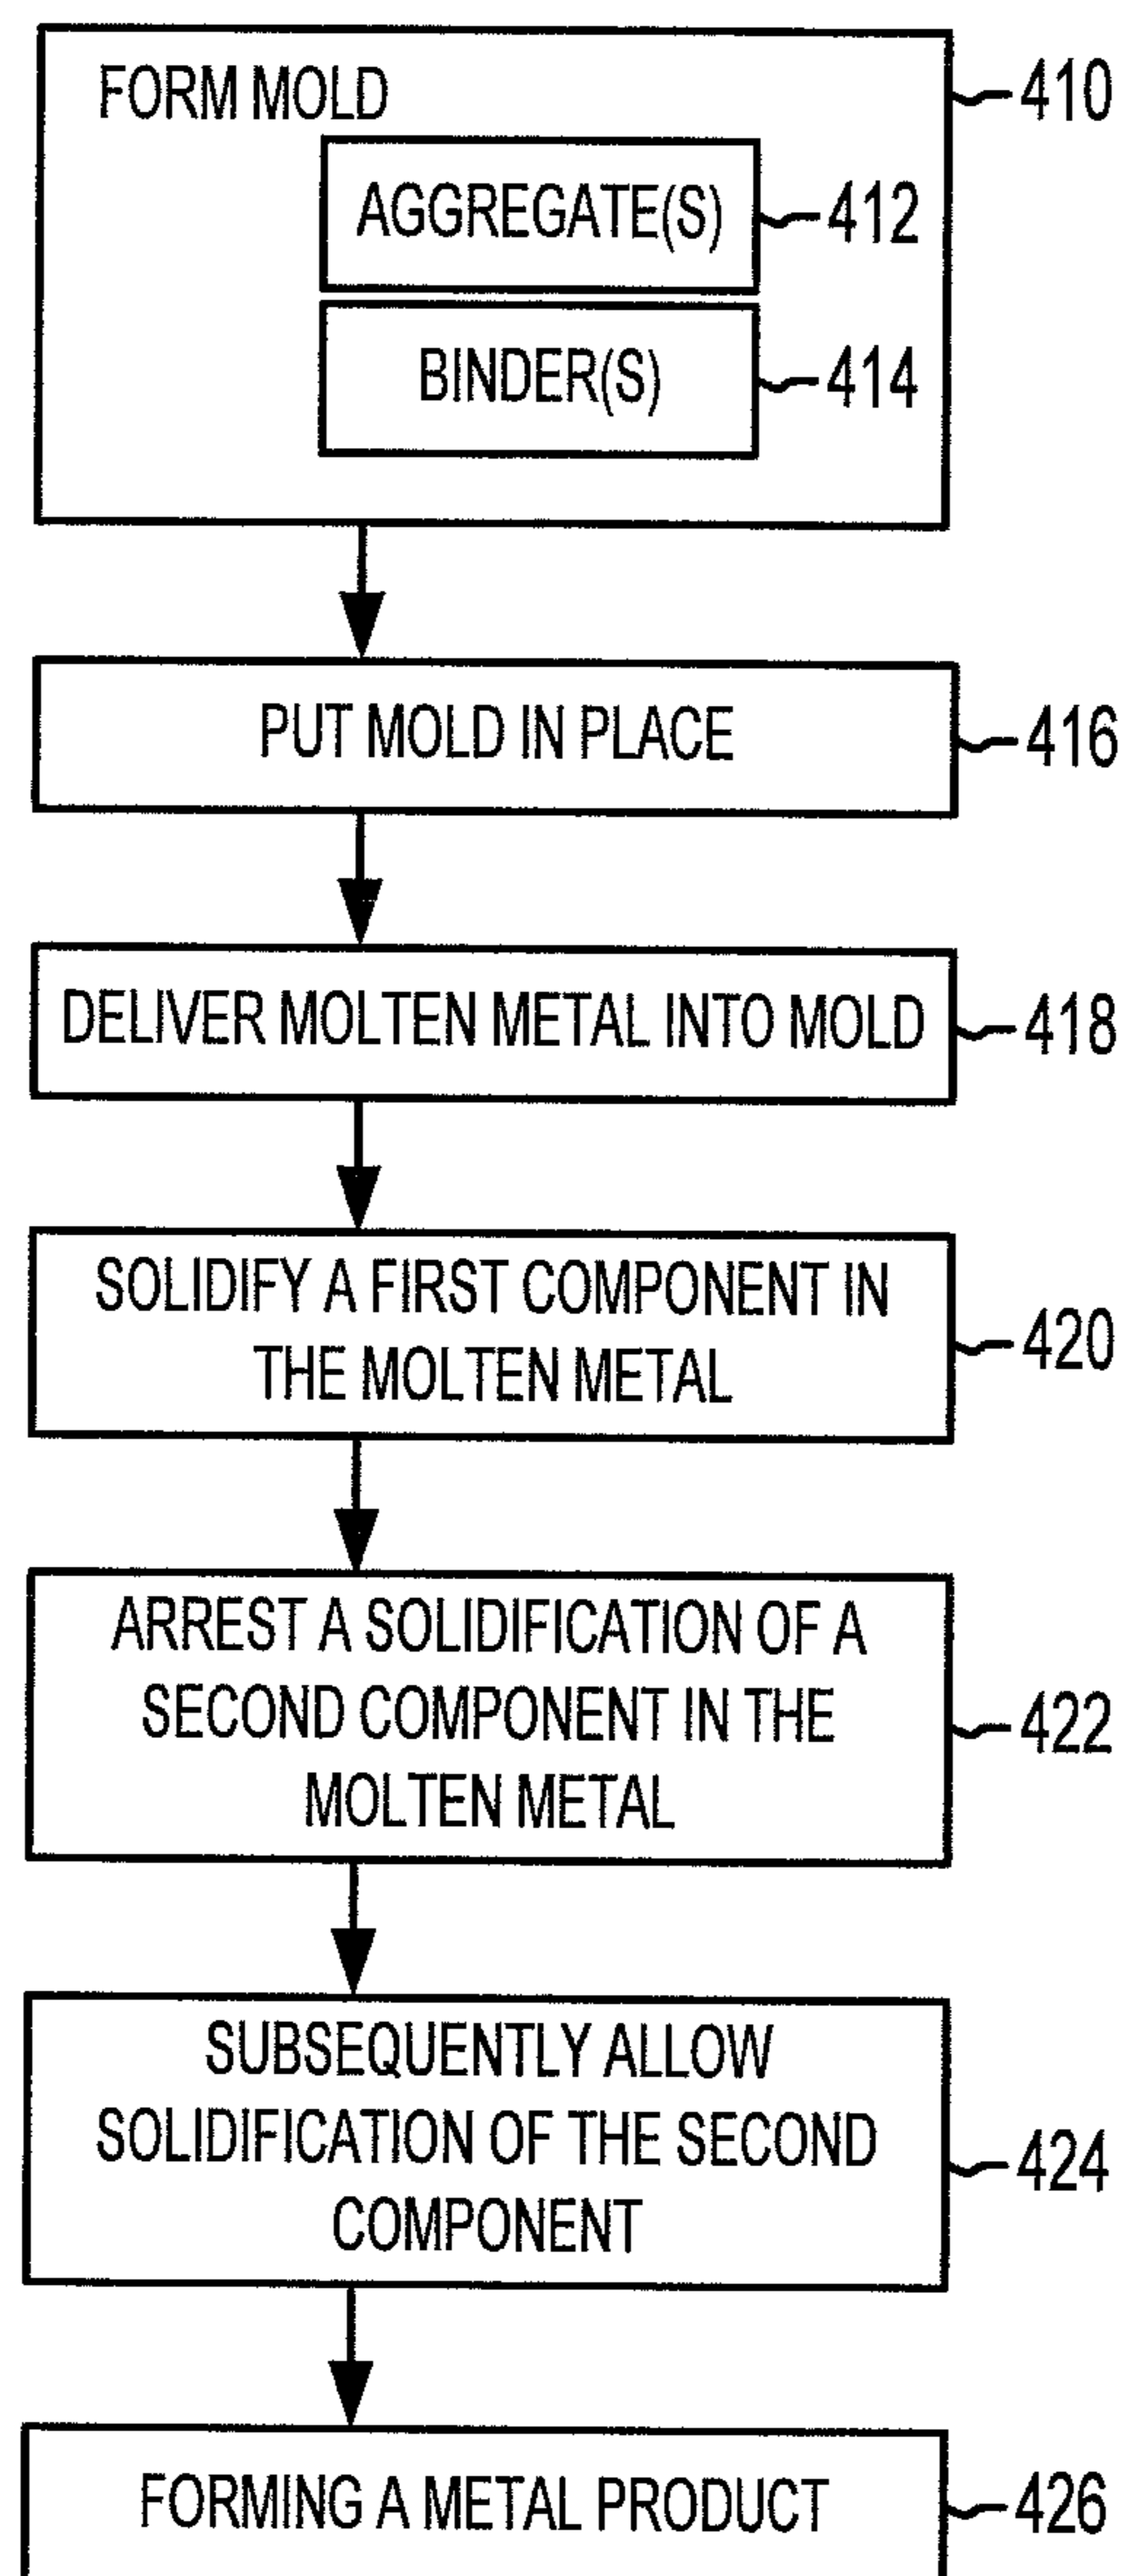 FORM MOLD
410
AGGREGATE(S)
412
BINDER(S)
414
PUT MOLD IN PLACE
416
DELIVER MOLTEN METAL INTO MOLD
418
SOLIDIFY A FIRST COMPONENT IN
THE MOLTEN METAL
420
ARREST A SOLIDIFICATION OF A
SECOND COMPONENT IN THE
MOLTEN METAL
422
SUBSEQUENTLY ALLOW
SOLIDIFICATION OF THE SECOND
COMPONENT
424
FORMING A METAL PRODUCT
426